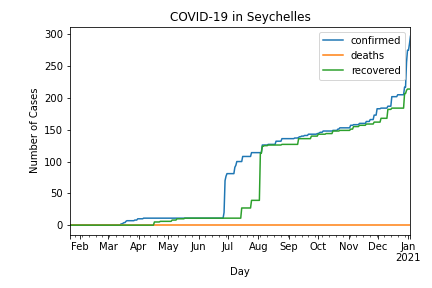 COVID-19 in Seychelles
confirmed
deaths
recovered
Number of Cases
300
250
200
150
100
50
0
Feb Mar Apr May Jun Jul Aug Sep Oct Nov Dec Jan
2021
Day